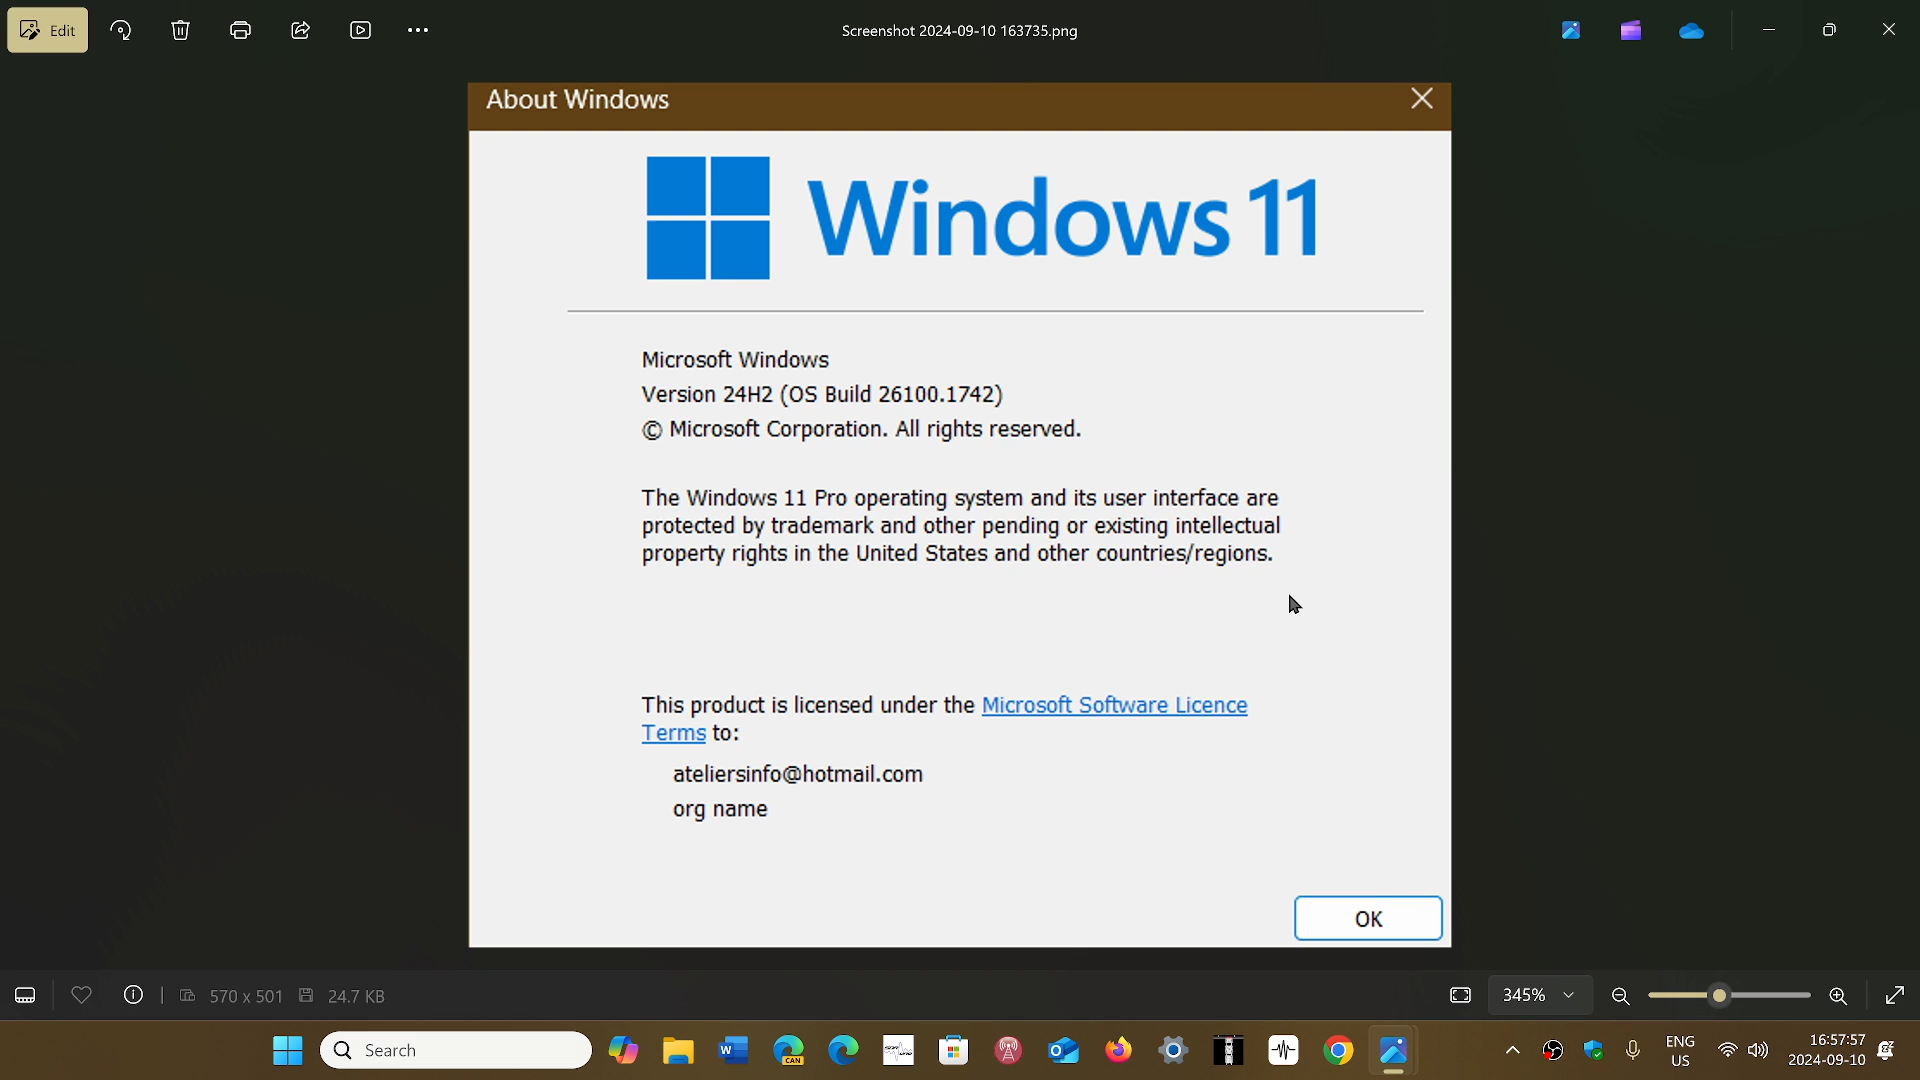 Edit
Screenshot 2024-09-10 163735.png
About Windows
Windows 11
Microsoft Windows
Version 24H2 (OS Build 26100.1742)
© Microsoft Corporation. All rights reserved.
The Windows 11 Pro operating system and its user interface are
protected by trademark and other pending or existing intellectual
property rights in the United States and other countries/regions.
This product is licensed under the Microsoft Software Licence
Terms to:
ateliersinfo@hotmail.com
org name
OK
570 x 501 24.7 KB
345%
Search
W
CAN
ENG
US
16:57:57
2024-09-10